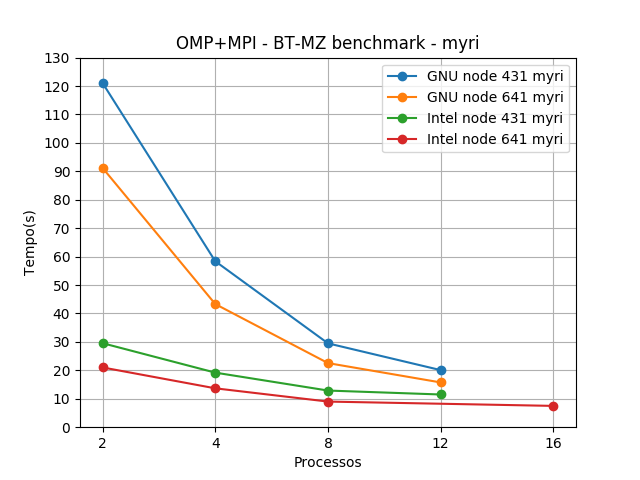 OMP+MPI - BT-MZ benchmark - myri
130
120
110
100
90
80
70
60
50
40
30
20
10
0
Tempo(s)
GNU node 431 myri
GNU node 641 myri
Intel node 431 myri
Intel node 641 myri
2 4 8 12 16
Processos